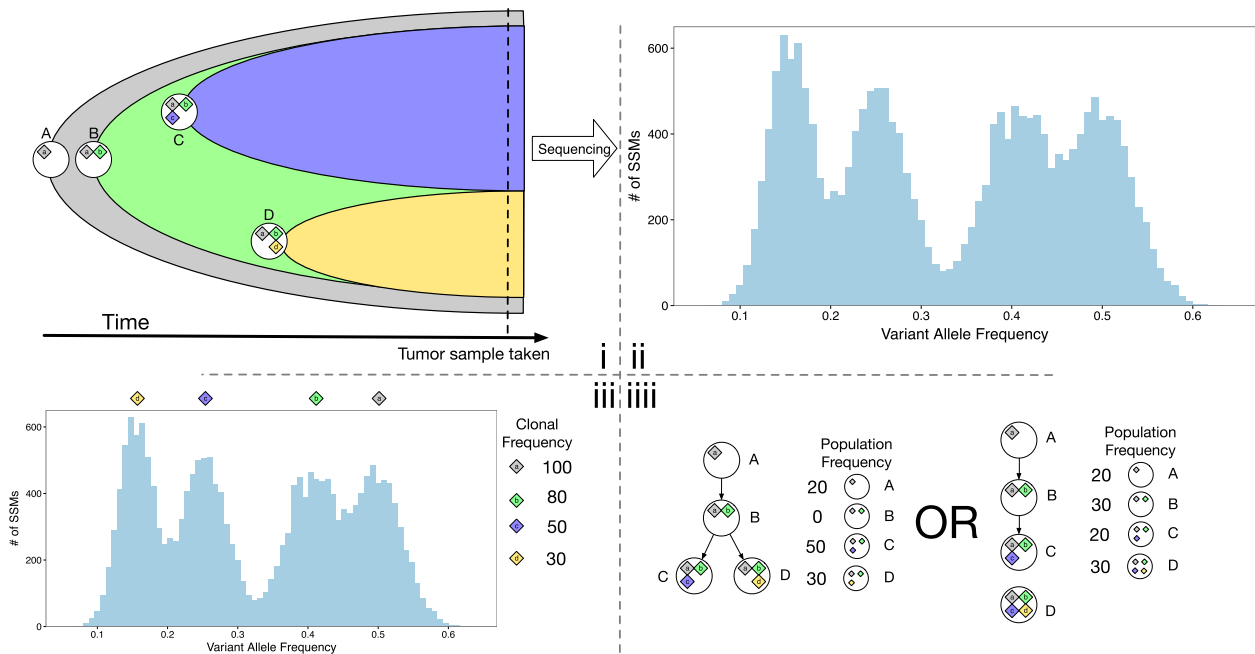 A
B
a
a b
a b
c
C
D
a b
d
Time
Tumor sample taken
Sequencing
i
ii
iii
iiii
# of SSMs
600
400
200
0
0.1 0.2 0.3 0.4 0.5 0.6
Variant Allele Frequency
d c b a
# of SSMs
600
400
200
0
0.1 0.2 0.3 0.4 0.5 0.6
Variant Allele Frequency
Clonal
Frequency
a 100
b 80
c 50
d 30
a A
a b B
C a b
c
a b D
d
Population
Frequency
20 A
0 B
50 C
30 D
OR
a A
a b B
a b C
c
a b D
c d
Population
Frequency
20 A
30 B
20 C
30 D